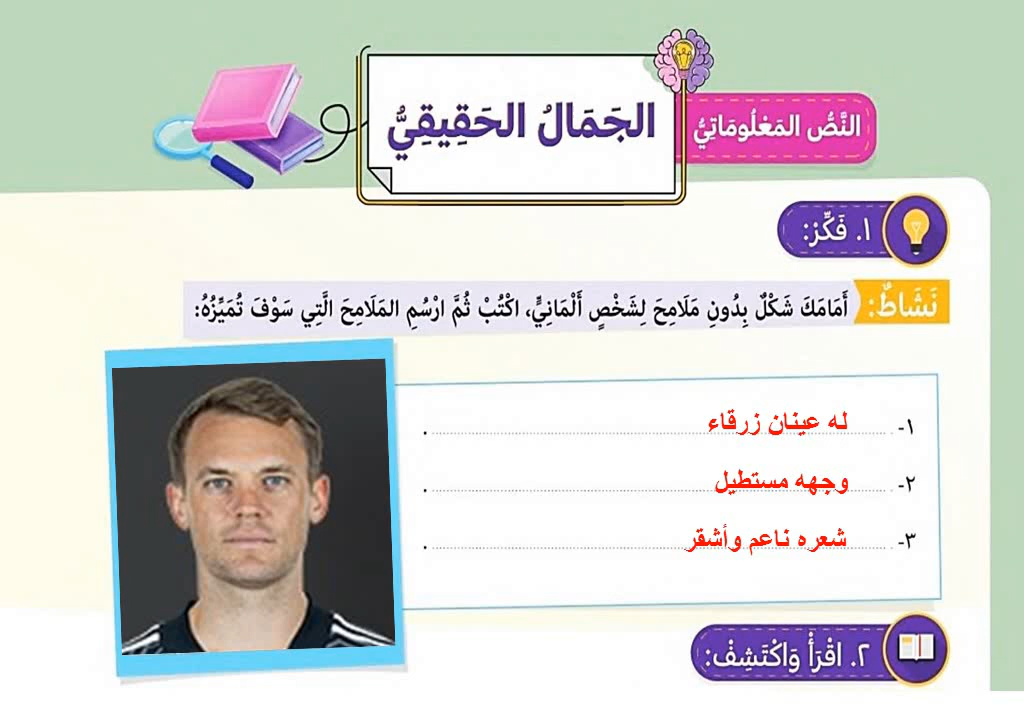 النَّصُّ المَعْلُومَاتِيُّ
الجَمَالُ الحَقِيقِيُّ
١. فَكِّرْ:
نَشَاطٌ: أَمَامَكَ شَكْلٌ بِدُونِ مَلَامِحَ لِشَخْصٍ أَلْمَانِيٍّ، اكْتُبْ ثُمَّ ارْسُمِ المَلَامِحَ الَّتِي سَوْفَ تُمَيِّزُهُ:
١- له عينان زرقاء .
٢- وجهه مستطيل .
٣- شعره ناعم وأشقر .
٢. اقْرَأْ وَاكْتَشِفْ: